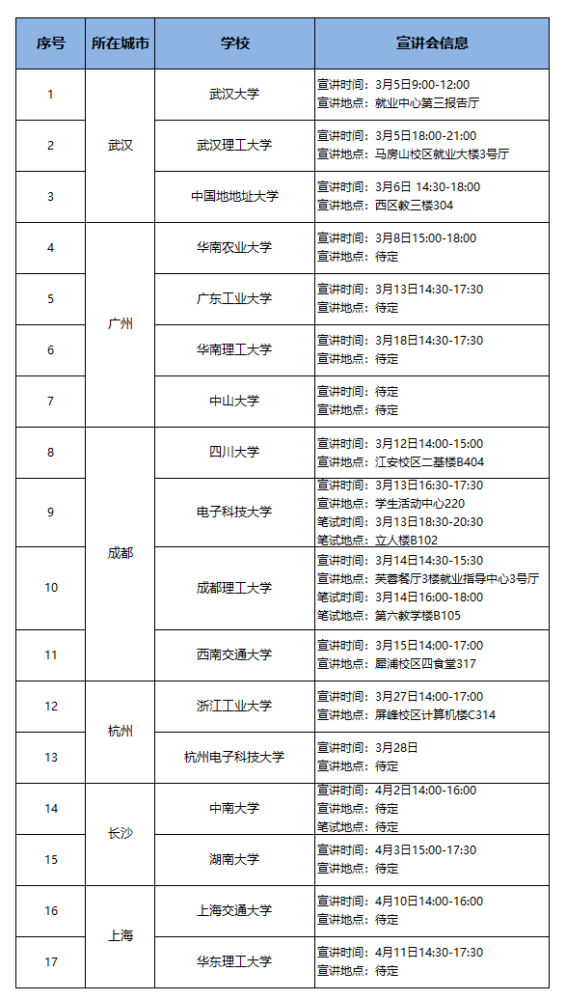 序号 所在城市 学校 宣讲会信息
1 武汉 武汉大学 宣讲时间：3月5日9:00-12:00
宣讲地点：就业中心第三报告厅
2 武汉理工大学 宣讲时间：3月5日18:00-21:00
宣讲地点：马房山校区就业大楼3号厅
3 中国地地址大学 宣讲时间：3月6日 14:30-18:00
宣讲地点：西区教三楼304
4 广州 华南农业大学 宣讲时间：3月8日15:00-18:00
宣讲地点：待定
5 广东工业大学 宣讲时间：3月13日14:30-17:30
宣讲地点：待定
6 华南理工大学 宣讲时间：3月18日14:30-17:30
宣讲地点：待定
7 中山大学 宣讲时间：待定
宣讲地点：待定
8 成都 四川大学 宣讲时间：3月12日14:00-15:00
宣讲地点：江安校区二基楼B404
9 电子科技大学 宣讲时间：3月13日16:30-17:30
宣讲地点：学生活动中心220
笔试时间：3月13日18:30-20:30
笔试地点：立人楼B102
10 成都理工大学 宣讲时间：3月14日14:30-15:30
宣讲地点：芙蓉餐厅3楼就业指导中心3号厅
笔试时间：3月14日16:00-18:00
笔试地点：第六教学楼B105
11 西南交通大学 宣讲时间：3月15日14:00-17:00
宣讲地点：犀浦校区四食堂317
12 杭州 浙江工业大学 宣讲时间：3月27日14:00-17:00
宣讲地点：屏峰校区计算机楼C314
13 杭州电子科技大学 宣讲时间：3月28日
宣讲地点：待定
14 长沙 中南大学 宣讲时间：4月2日14:00-16:00
宣讲地点：待定
笔试地点：待定
15 湖南大学 宣讲时间：4月3日15:00-17:30
宣讲地点：待定
16 上海 上海交通大学 宣讲时间：4月10日14:00-16:00
宣讲地点：待定
17 华东理工大学 宣讲时间：4月11日14:30-17:30
宣讲地点：待定